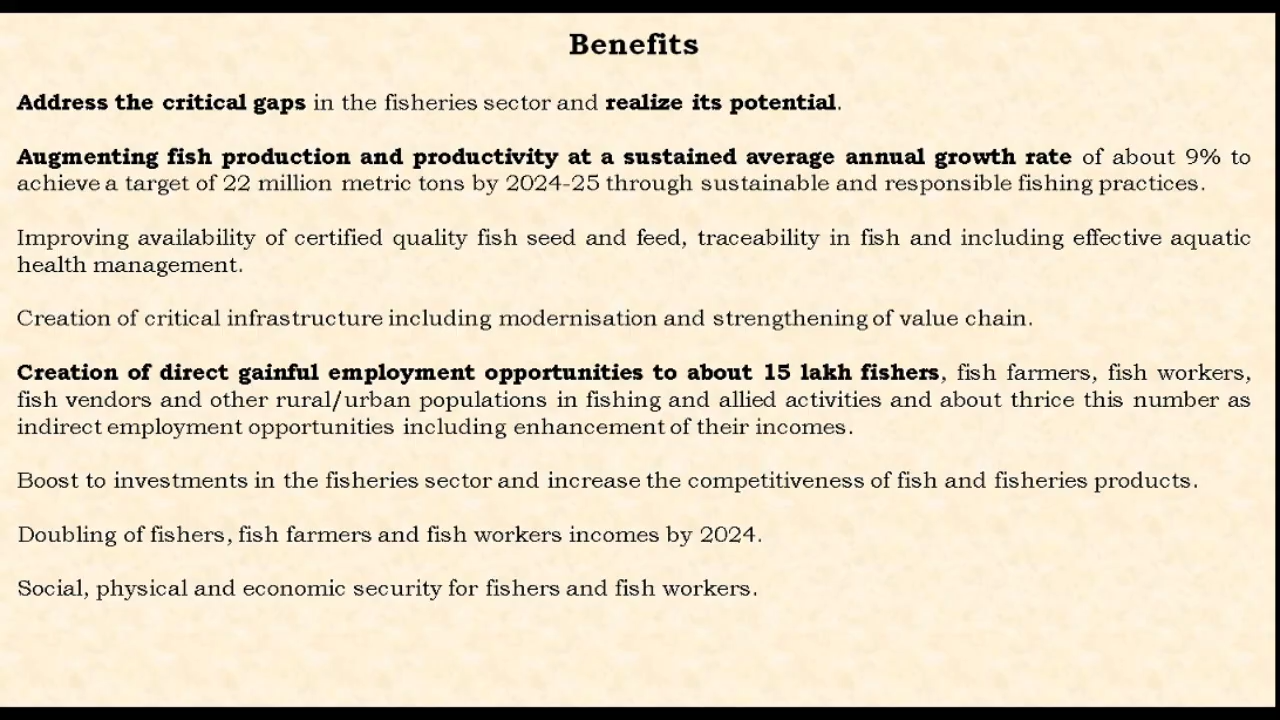 Benefits
Address the critical gaps in the fisheries sector and realize its potential.
Augmenting fish production and productivity at a sustained average annual growth rate of about 9% to
achieve a target of 22 million metric tons by 2024-25 through sustainable and responsible fishing practices.
Improving availability of certified quality fish seed and feed, traceability in fish and including effective aquatic
health management.
Creation of critical infrastructure including modernisation and strengthening of value chain.
Creation of direct gainful employment opportunities to about 15 lakh fishers, fish farmers, fish workers,
fish vendors and other rural/urban populations in fishing and allied activities and about thrice this number as
indirect employment opportunities including enhancement of their incomes.
Boost to investments in the fisheries sector and increase the competitiveness of fish and fisheries products.
Doubling of fishers, fish farmers and fish workers incomes by 2024.
Social, physical and economic security for fishers and fish workers.